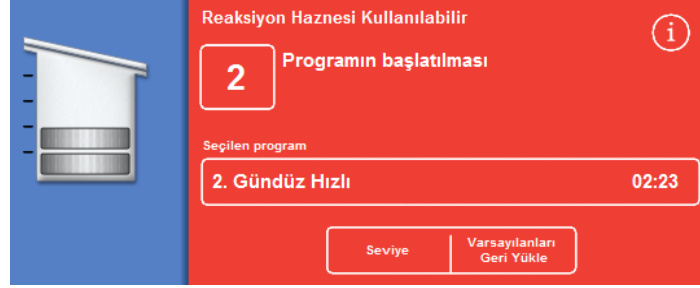 Reaksiyon Haznesi Kullanılabilir
i
2
Programın başlatılması
Seçilen program
2. Gündüz Hızlı 02:23
Seviye
Varsayılanları
Geri Yükle